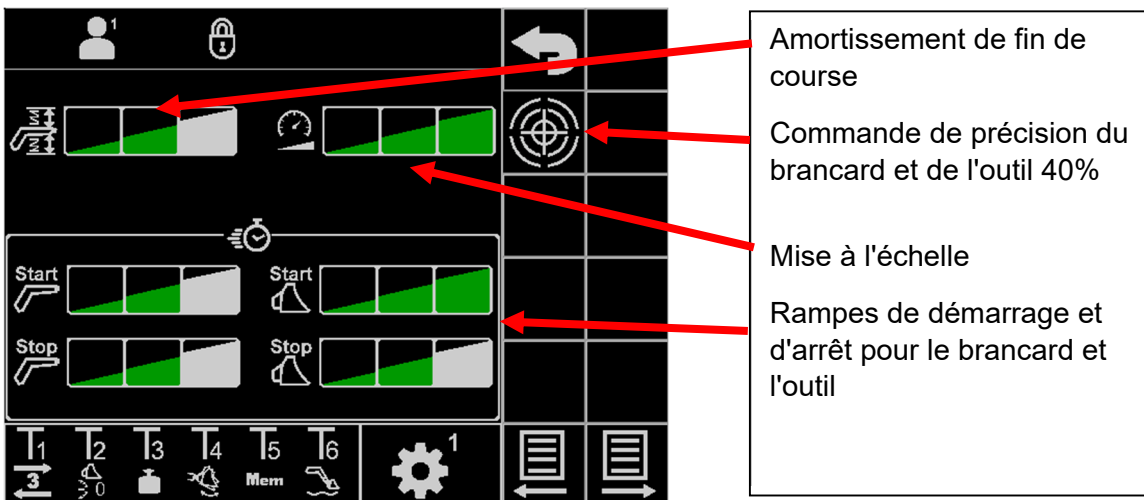 1
Amortissement de fin de
course
Commande de précision du
brancard et de l'outil 40%
Mise à l'échelle
Rampes de démarrage et
d'arrêt pour le brancard et
l'outil
Start
Start
Stop
Stop
T1 T2 T3 T4 T5 T6
3 0 Mem
1